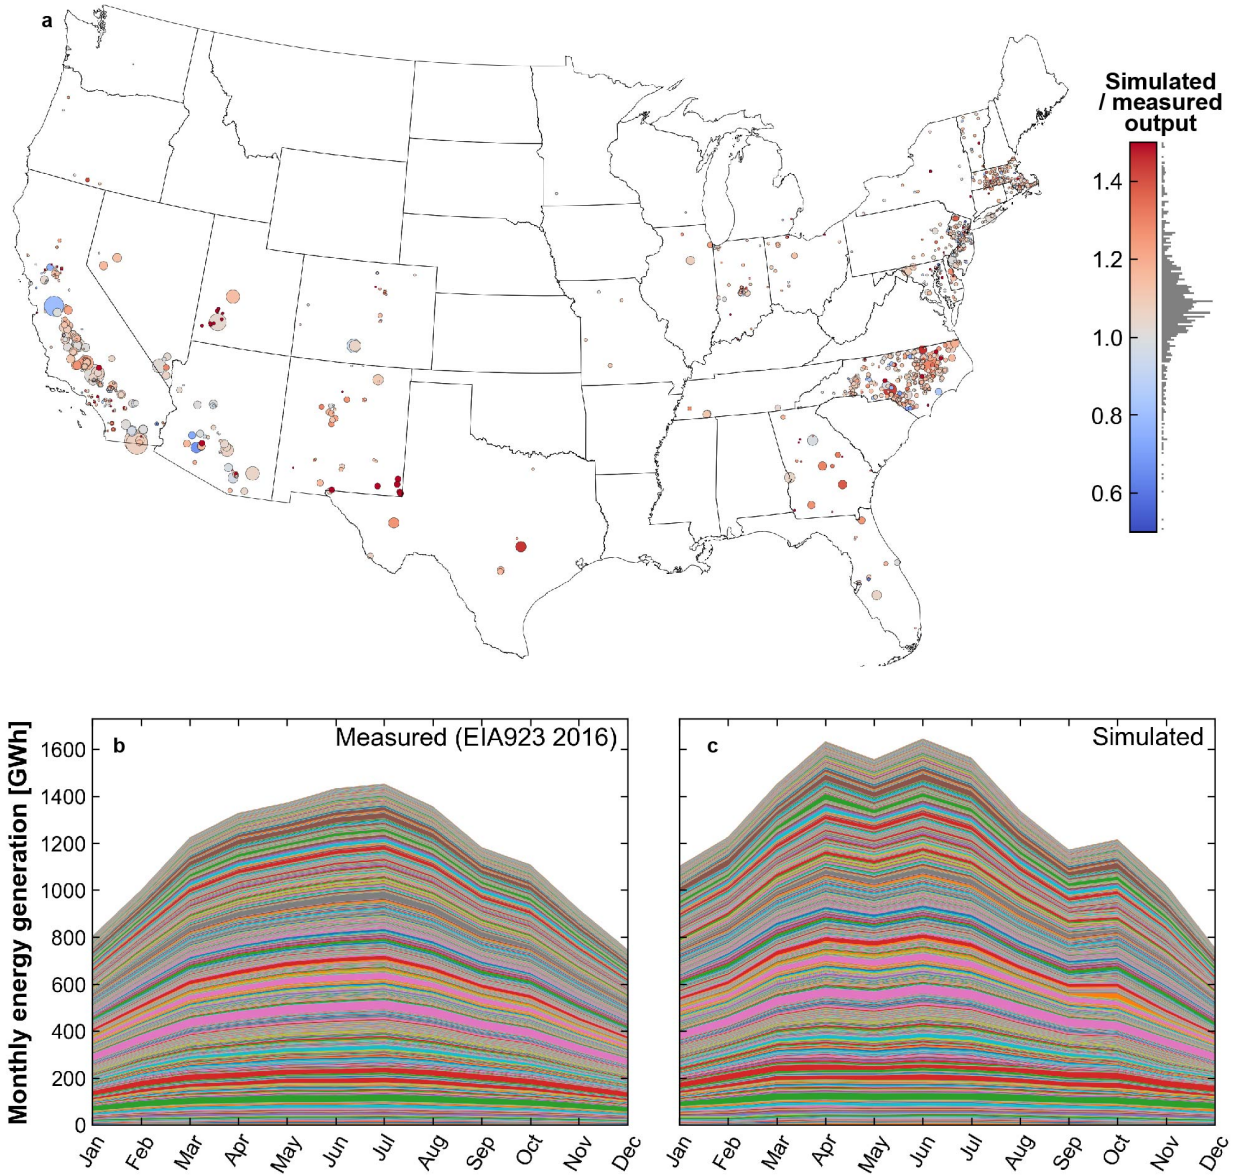 a
Simulated
/ measured
output
1.4
1.2
1.0
0.8
0.6
Monthly energy generation [GWh]
b
Measured (EIA923 2016)
1600
1400
1200
1000
800
600
400
200
0
Jan Feb Mar Apr May Jun Jul Aug Sep Oct Nov Dec
c
Simulated
Jan Feb Mar Apr May Jun Jul Aug Sep Oct Nov Dec